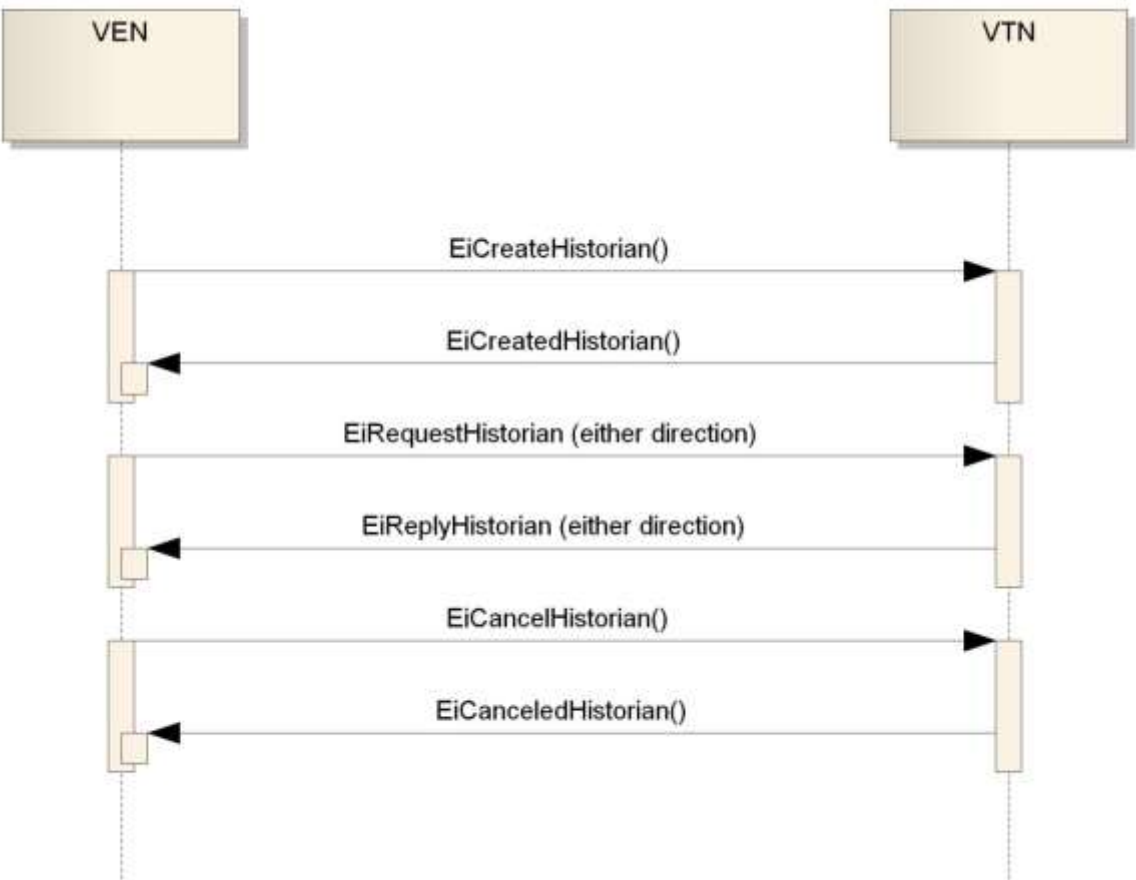 VEN
VTN
EiCreateHistorian()
EiCreatedHistorian()
EiRequestHistorian (either direction)
EiReplyHistorian (either direction)
EiCancelHistorian()
EiCanceledHistorian()